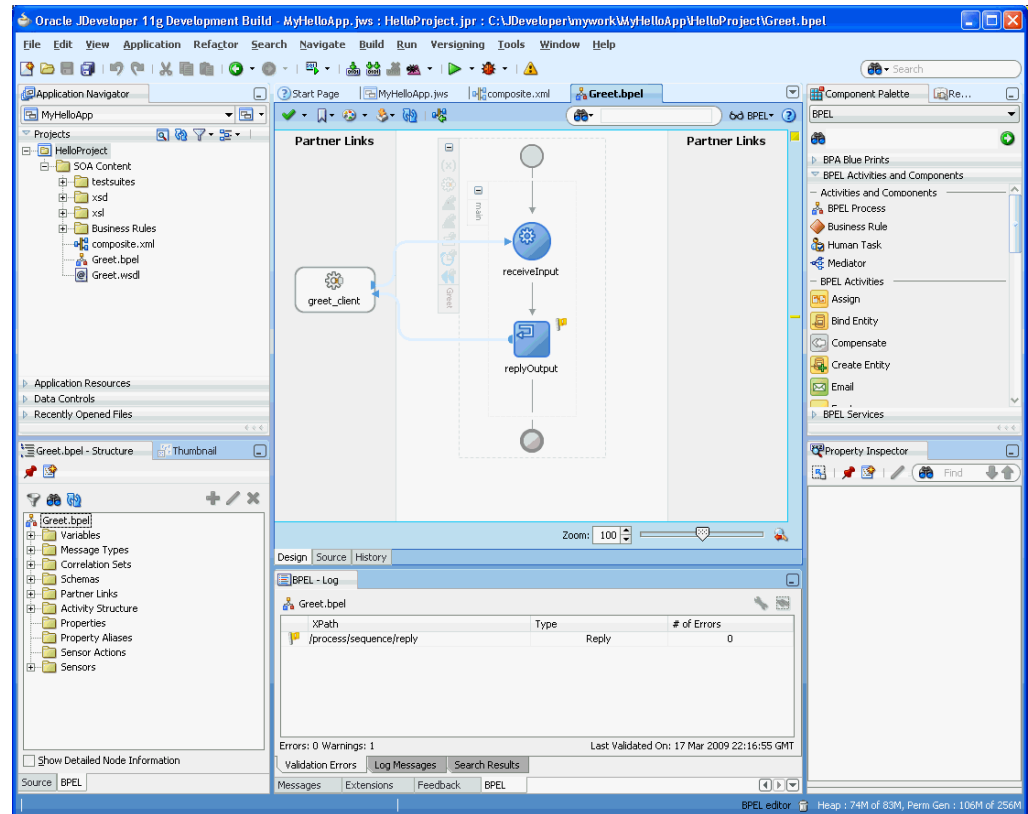 Oracle JDeveloper 11g Development Build - MyHelloApp.jws : HelloProject.jpr : C:\JDeveloper\mywork\MyHelloApp\HelloProject\Greet.bpel
File Edit View Application Refactor Search Navigate Build Run Versioning Tools Window Help
Search
Application Navigator
MyHelloApp
Projects
HelloProject
SOA Content
testsuites
xsd
xsl
Business Rules
composite.xml
Greet.bpel
Greet.wsdl
Application Resources
Data Controls
Recently Opened Files
Greet.bpel - Structure Thumbnail
Greet.bpel
Variables
Message Types
Correlation Sets
Schemas
Partner Links
Activity Structure
Properties
Property Aliases
Sensor Actions
Sensors
Show Detailed Node Information
Source BPEL
Start Page MyHelloApp.jws composite.xml Greet.bpel
BPEL
Partner Links Partner Links
main
receiveInput
greet_client
Greet
replyOutput
Zoom: 100
Design Source History
BPEL - Log
Greet.bpel
XPath Type # of Errors
/process/sequence/reply Reply 0
Errors: 0 Warnings: 1 Last Validated On: 17 Mar 2009 22:16:55 GMT
Validation Errors Log Messages Search Results
Messages Extensions Feedback BPEL
Component Palette Re...
BPEL
BPA Blue Prints
BPEL Activities and Components
Activities and Components
BPEL Process
Business Rule
Human Task
Mediator
BPEL Activities
Assign
Bind Entity
Compensate
Create Entity
Email
BPEL Services
Property Inspector
Find
BPEL editor Heap : 74M of 83M, Perm Gen : 106M of 256M